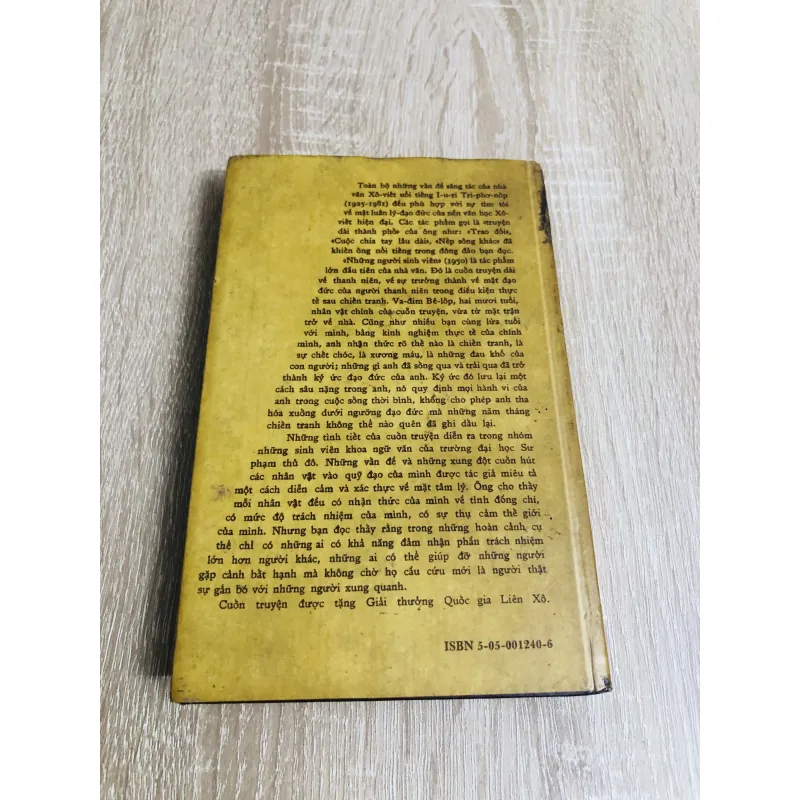 Toàn bộ những vấn đề sáng tác của nhà
văn Xô-viết nổi tiếng I-u-ri Tri-phơ-nôp
(1925-1981) đều phù hợp với sự tìm tòi
về mặt luân lý-đạo đức của nền văn học Xô-
viết hiện đại. Các tác phẩm gọi là «truyện
dài thành phố» của ông như: «Trao đổi»,
«Cuộc chia tay lâu dài», «Nếp sống khác» đã
khiến ông nổi tiếng trong đông đảo bạn đọc.
«Những người sinh viên» (1950) là tác phẩm
lớn đầu tiên của nhà văn. Đó là cuốn truyện dài
về thanh niên, về sự trưởng thành về mặt đạo
đức của người thanh niên trong điều kiện thực
tế sau chiến tranh. Va-đim Bê-lôp, hai mươi tuổi,
nhân vật chính của cuốn truyện, vừa từ mặt trận
trở về nhà. Cũng như nhiều bạn cùng lứa tuổi
với mình, bằng kinh nghiệm thực tế của chính
mình, anh nhận thức rõ thế nào là chiến tranh, là
sự chết chóc, là xương máu, là những đau khổ của
con người; những gì anh đã sống qua và trải qua đã trở
thành ký ức đạo đức của anh. Ký ức đó lưu lại một
cách sâu nặng trong anh, nó quy định mọi hành vi của
anh trong cuộc sống thời bình, không cho phép anh tha
hóa xuống dưới ngưỡng đạo đức mà những năm tháng
chiến tranh không thể nào quên đã ghi dấu lại.
Những tình tiết của cuốn truyện diễn ra trong nhóm
những sinh viên khoa ngữ văn của trường đại học Sư
phạm thủ đô. Những vấn đề và những xung đột cuốn hút
các nhân vật vào quỹ đạo của mình được tác giả miêu tả
một cách diễn cảm và xác thực về mặt tâm lý. Ông cho thấy
mỗi nhân vật đều có nhận thức của mình về tình đồng chí,
có mức độ trách nhiệm của mình, có sự thụ cảm thế giới
của mình. Nhưng bạn đọc thấy rằng trong những hoàn cảnh cụ
thể chỉ có những ai có khả năng đảm nhận phần trách nhiệm
lớn hơn người khác, những ai có thể giúp đỡ những người
gặp cảnh bất hạnh mà không chờ họ cầu cứu mới là người thật
sự gắn bó với những người xung quanh.
Cuốn truyện được tặng Giải thưởng Quốc gia Liên Xô.
ISBN 5-05-001240-6